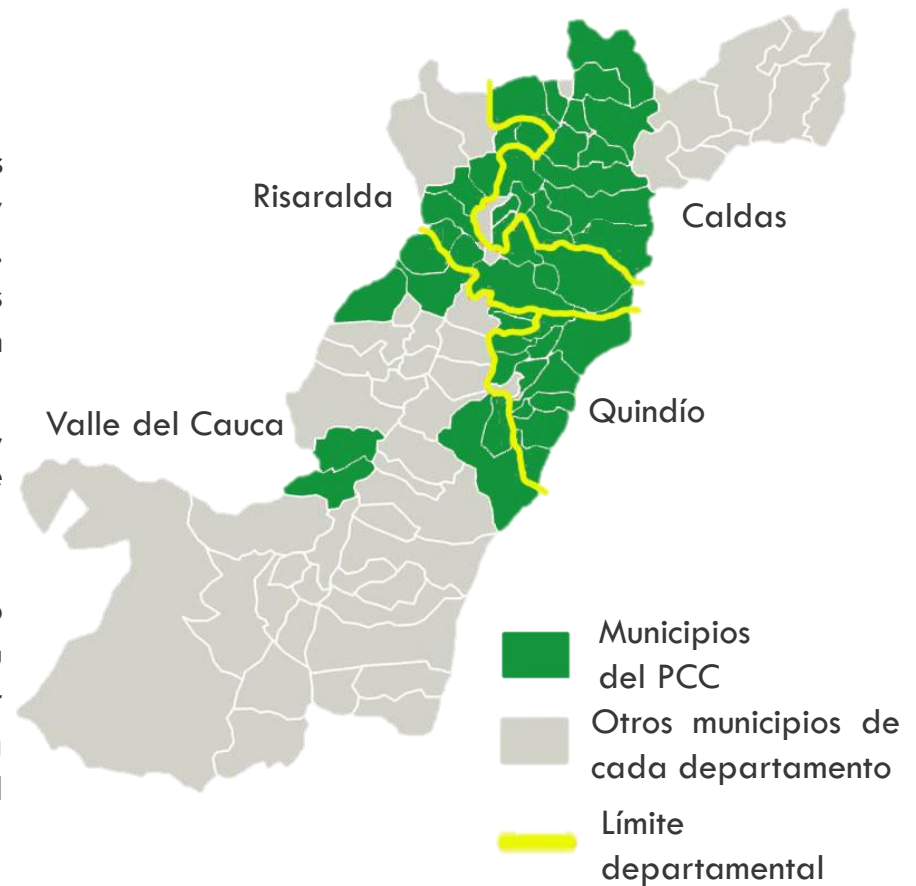 Risaralda
Caldas
Quindío
Valle del Cauca
Municipios
del PCC
Otros municipios de
cada departamento
Límite
departamental